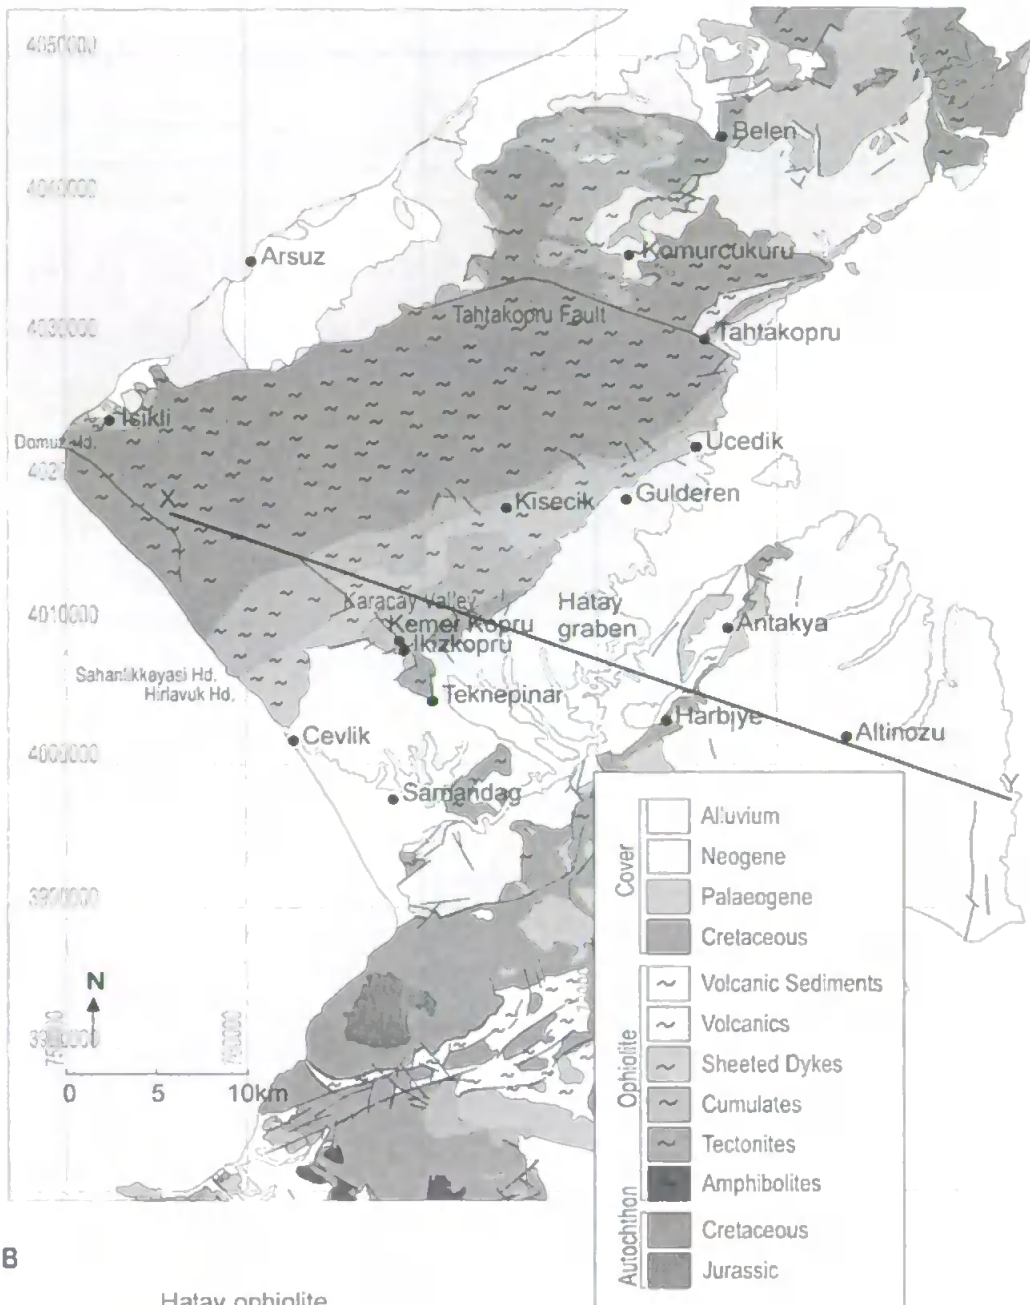 4050000
Belen
4040000
Arsuz
Komurcukuru
4030000
Tahtakopru Fault
Tahtakopru
Isikli
Ucedik
X
Kisecik
Gulderen
4010000
Karacay Valley
Hatay
graben
Kemer Kopru
Antakya
Ikizkopru
Sahanlikkayasi Hd.
Hirlavuk Hd.
Teknepinar
Harbiye
Cevlik
Altinozu
4000000
Samandag
Y
N
0 5 10km
Cover
Alluvium
Neogene
Palaeogene
Cretaceous
Ophiolite
Volcanic Sediments
Volcanics
Sheeted Dykes
Cumulates
Tectonites
Amphibolites
Autochthon
Cretaceous
Jurassic
B
Hatay ophiolite